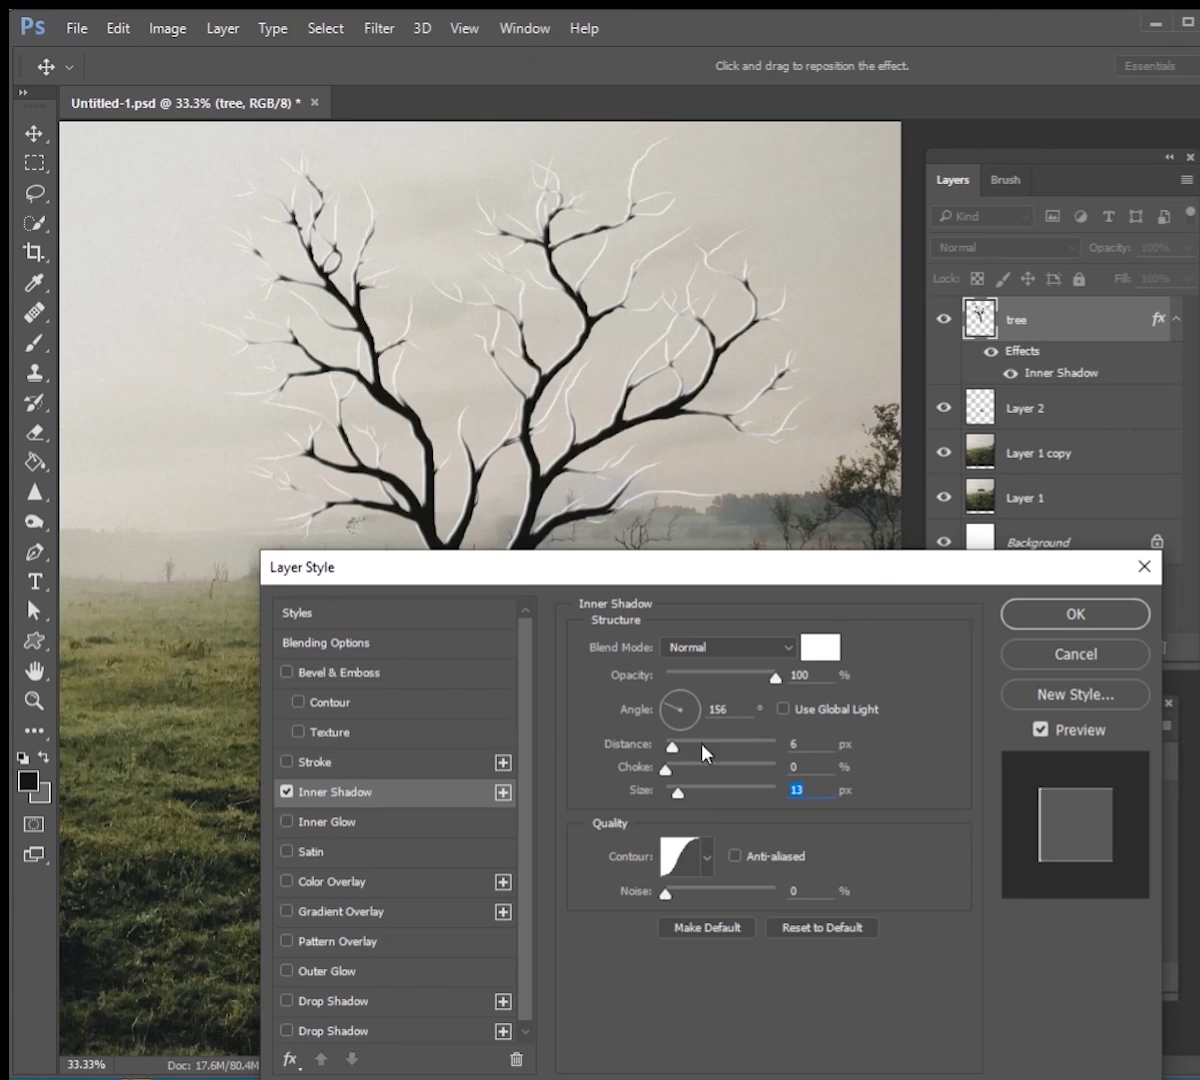 Ps File Edit Image Layer Type Select Filter 3D View Window Help
Click and drag to reposition the effect.
Essentials
Untitled-1.psd @ 33.3% (tree, RGB/8) * ×
Layers Brush
Kind
Normal Opacity: 100%
Lock: Fill: 100%
tree fx
Effects
Inner Shadow
Layer 2
Layer 1 copy
Layer 1
Background
Layer Style
Styles
Blending Options
Bevel & Emboss
Contour
Texture
Stroke
Inner Shadow
Inner Glow
Satin
Color Overlay
Gradient Overlay
Pattern Overlay
Outer Glow
Drop Shadow
Drop Shadow
fx
Inner Shadow
Structure
Blend Mode: Normal
Opacity: 100 %
Angle: 156 ° Use Global Light
Distance: 6 px
Choke: 0 %
Size: 13 px
Quality
Contour: Anti-aliased
Noise: 0 %
Make Default Reset to Default
OK
Cancel
New Style...
Preview
33.33% Doc: 17.6M/80.4M